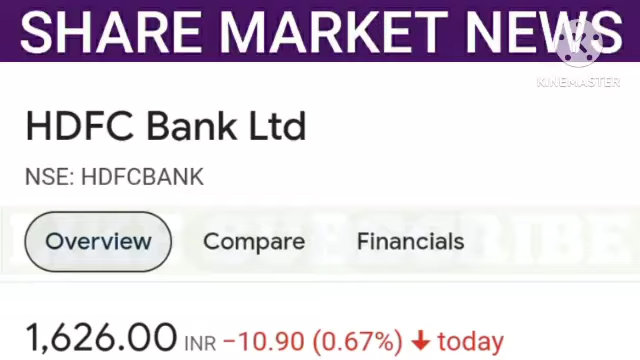 SHARE MARKET NEWS
KINEMASTER
HDFC Bank Ltd
NSE: HDFCBANK
SUBSCRIBE
Overview Compare Financials
1,626.00 INR −10.90 (0.67%) ↓ today